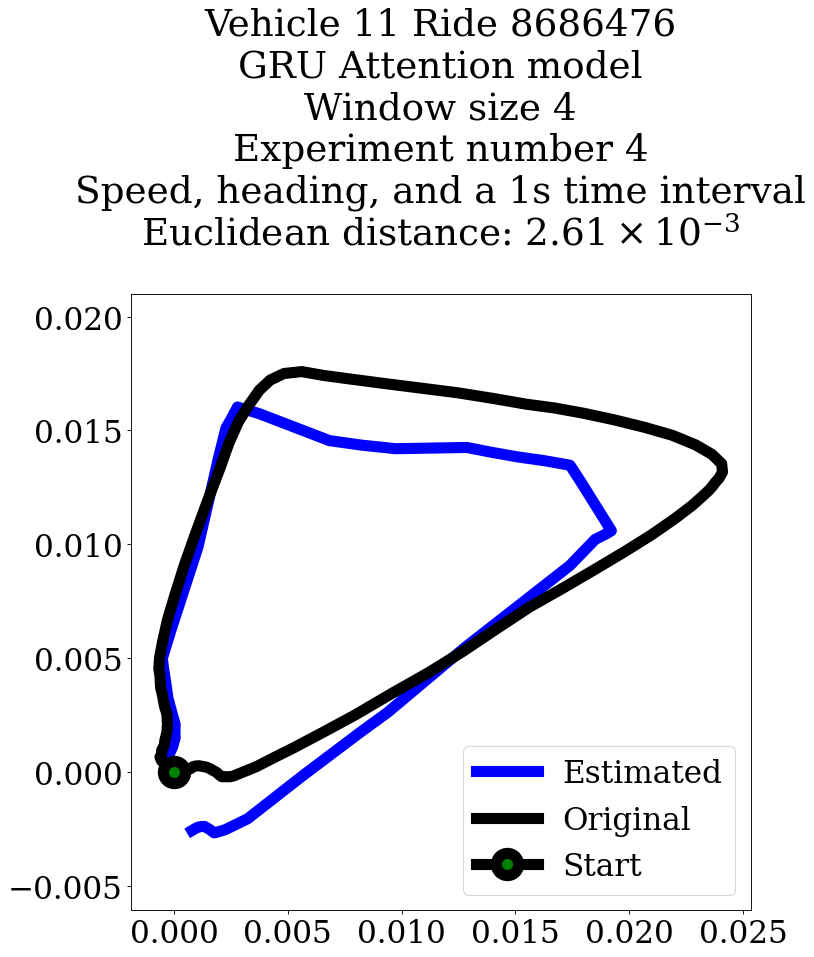 Vehicle 11 Ride 8686476
GRU Attention model
Window size 4
Experiment number 4
Speed, heading, and a 1s time interval
Euclidean distance: 2.61 × 10⁻³
0.020
0.015
0.010
0.005
0.000
−0.005
Estimated
Original
Start
0.000 0.005 0.010 0.015 0.020 0.025